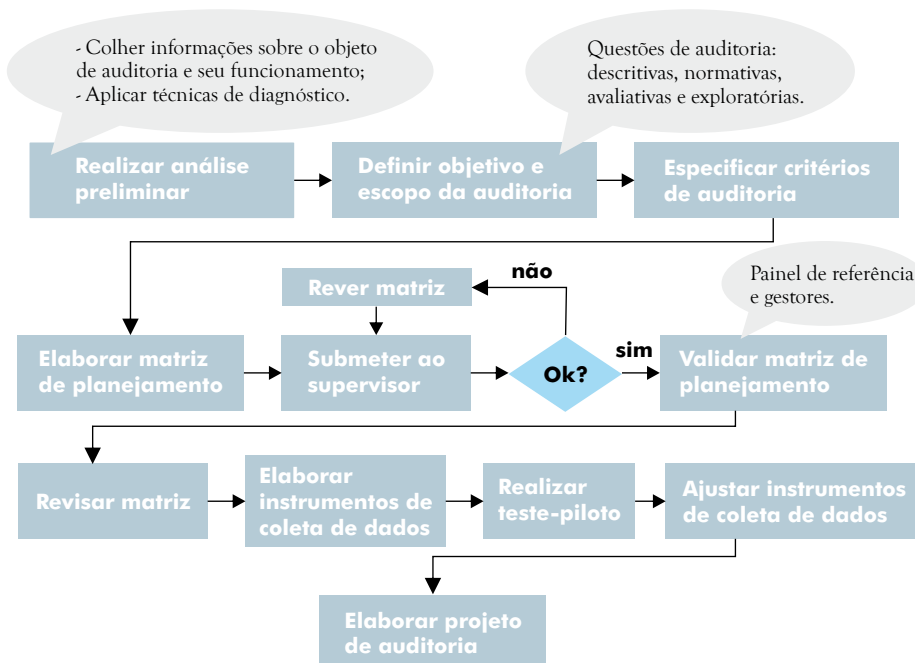 - Colher informações sobre o objeto
de auditoria e seu funcionamento;
- Aplicar técnicas de diagnóstico.
Questões de auditoria:
descritivas, normativas,
avaliativas e exploratórias.
Realizar análise
preliminar
Definir objetivo e
escopo da auditoria
Especificar critérios
de auditoria
Painel de referência
e gestores.
não
Rever matriz
Elaborar matriz
de planejamento
Submeter ao
supervisor
Ok?
sim
Validar matriz de
planejamento
Revisar matriz
Elaborar
instrumentos de
coleta de dados
Realizar
teste-piloto
Ajustar instrumentos
de coleta de dados
Elaborar projeto
de auditoria